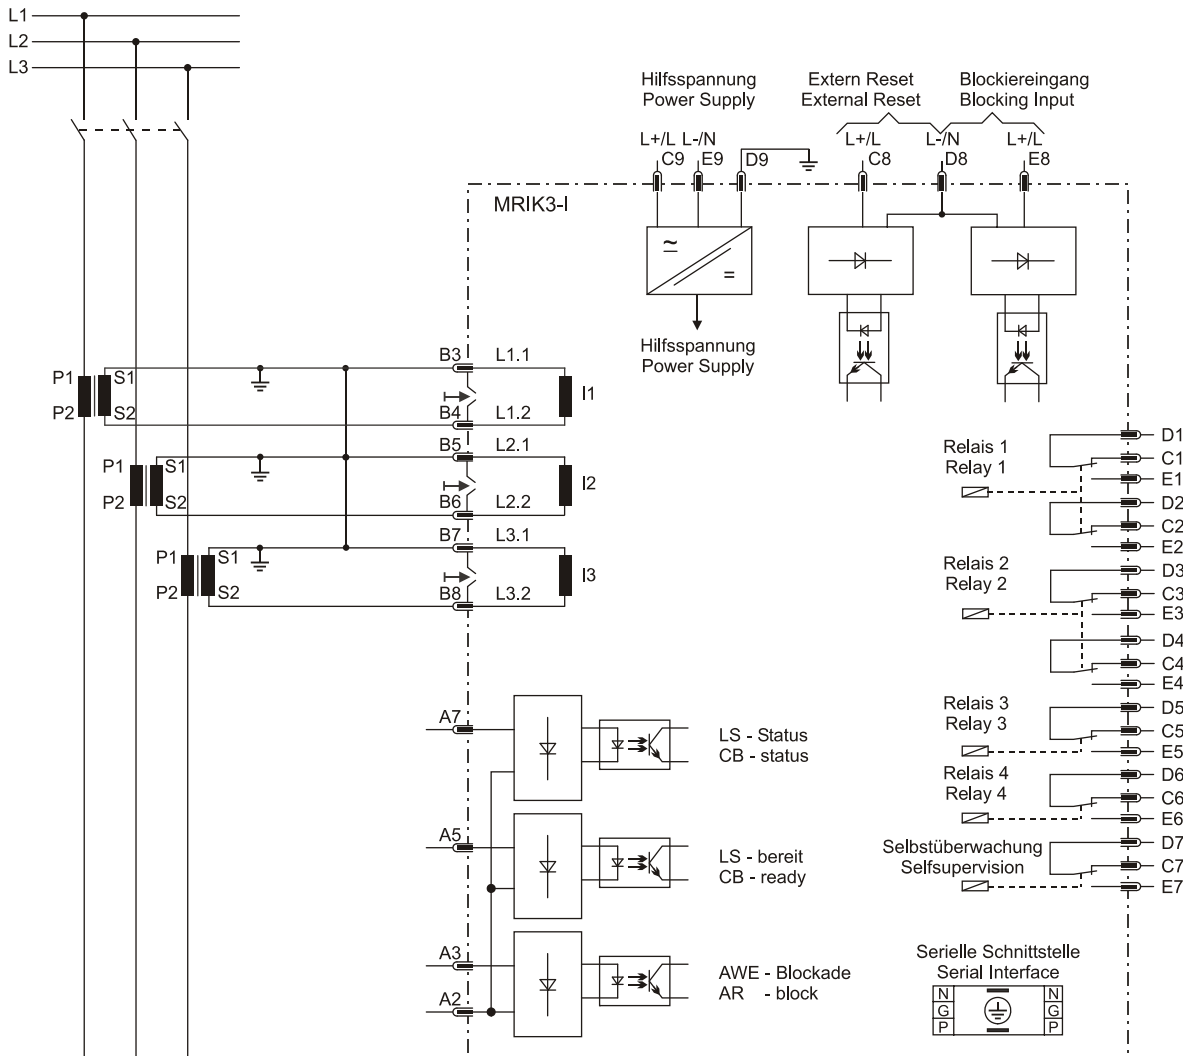 L1
L2
L3
Hilfsspannung
Power Supply
Extern Reset
External Reset
Blockiereingang
Blocking Input
L+/L
L-/N
L+/L
L-/N
L+/L
C9
E9
D9
C8
D8
E8
MRIK3-I
≃
=
Hilfsspannung
Power Supply
P1
S1
P2
S2
B3
L1.1
I1
B4
L1.2
P1
S1
P2
S2
B5
L2.1
I2
B6
L2.2
P1
S1
P2
S2
B7
L3.1
I3
B8
L3.2
Relais 1
Relay 1
D1
C1
E1
D2
C2
E2
Relais 2
Relay 2
D3
C3
E3
D4
C4
E4
Relais 3
Relay 3
D5
C5
E5
Relais 4
Relay 4
D6
C6
E6
Selbstüberwachung
Selfsupervision
D7
C7
E7
A7
LS - Status
CB - status
A5
LS - bereit
CB - ready
A3
A2
AWE - Blockade
AR - block
Serielle Schnittstelle
Serial Interface
N
G
P
N
G
P